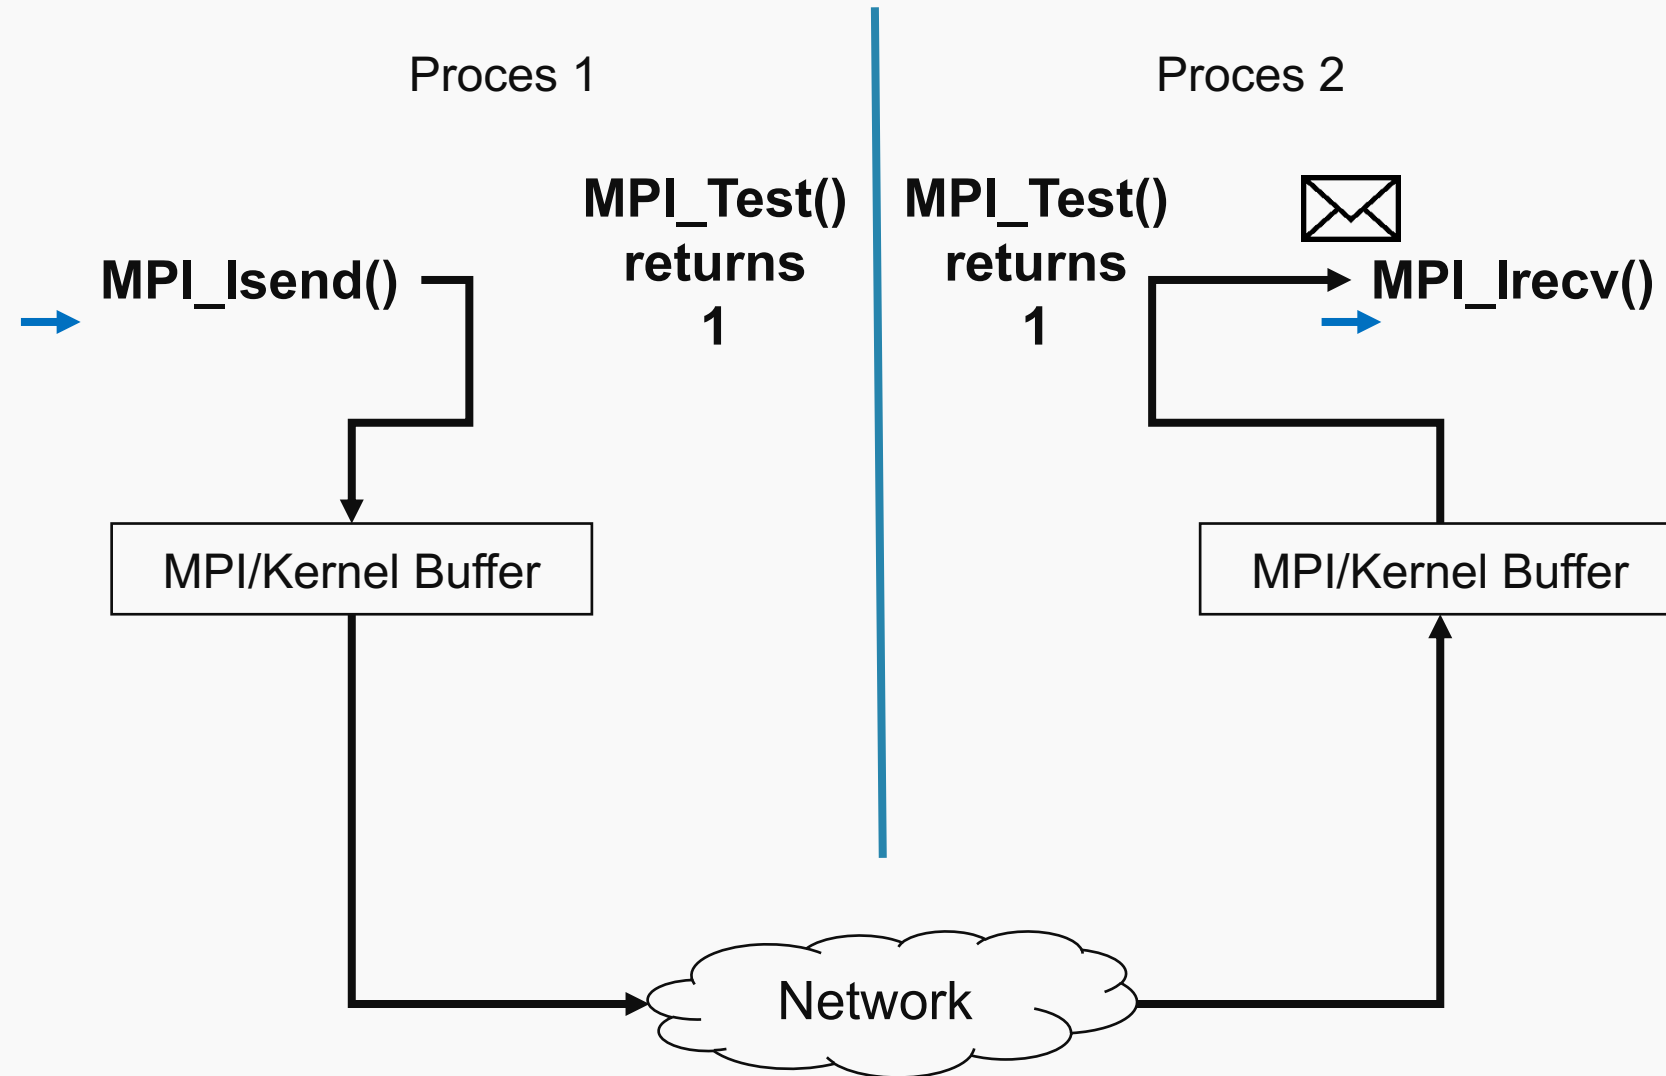 Proces 1
MPI_Test()
returns
1
MPI_Isend()
MPI/Kernel Buffer
Proces 2
MPI_Test()
returns
1
MPI_Irecv()
MPI/Kernel Buffer
Network